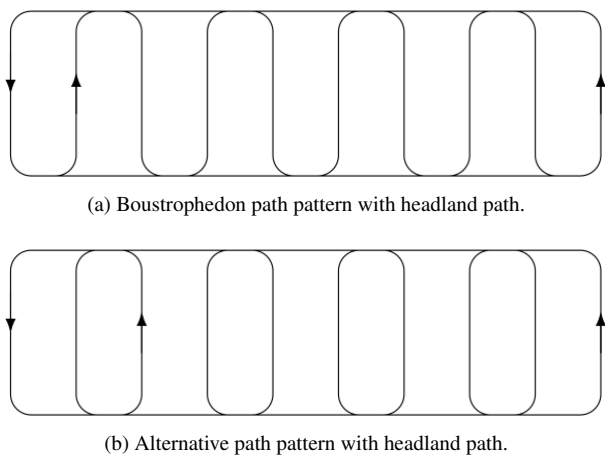 (a) Boustrophedon path pattern with headland path.
(b) Alternative path pattern with headland path.